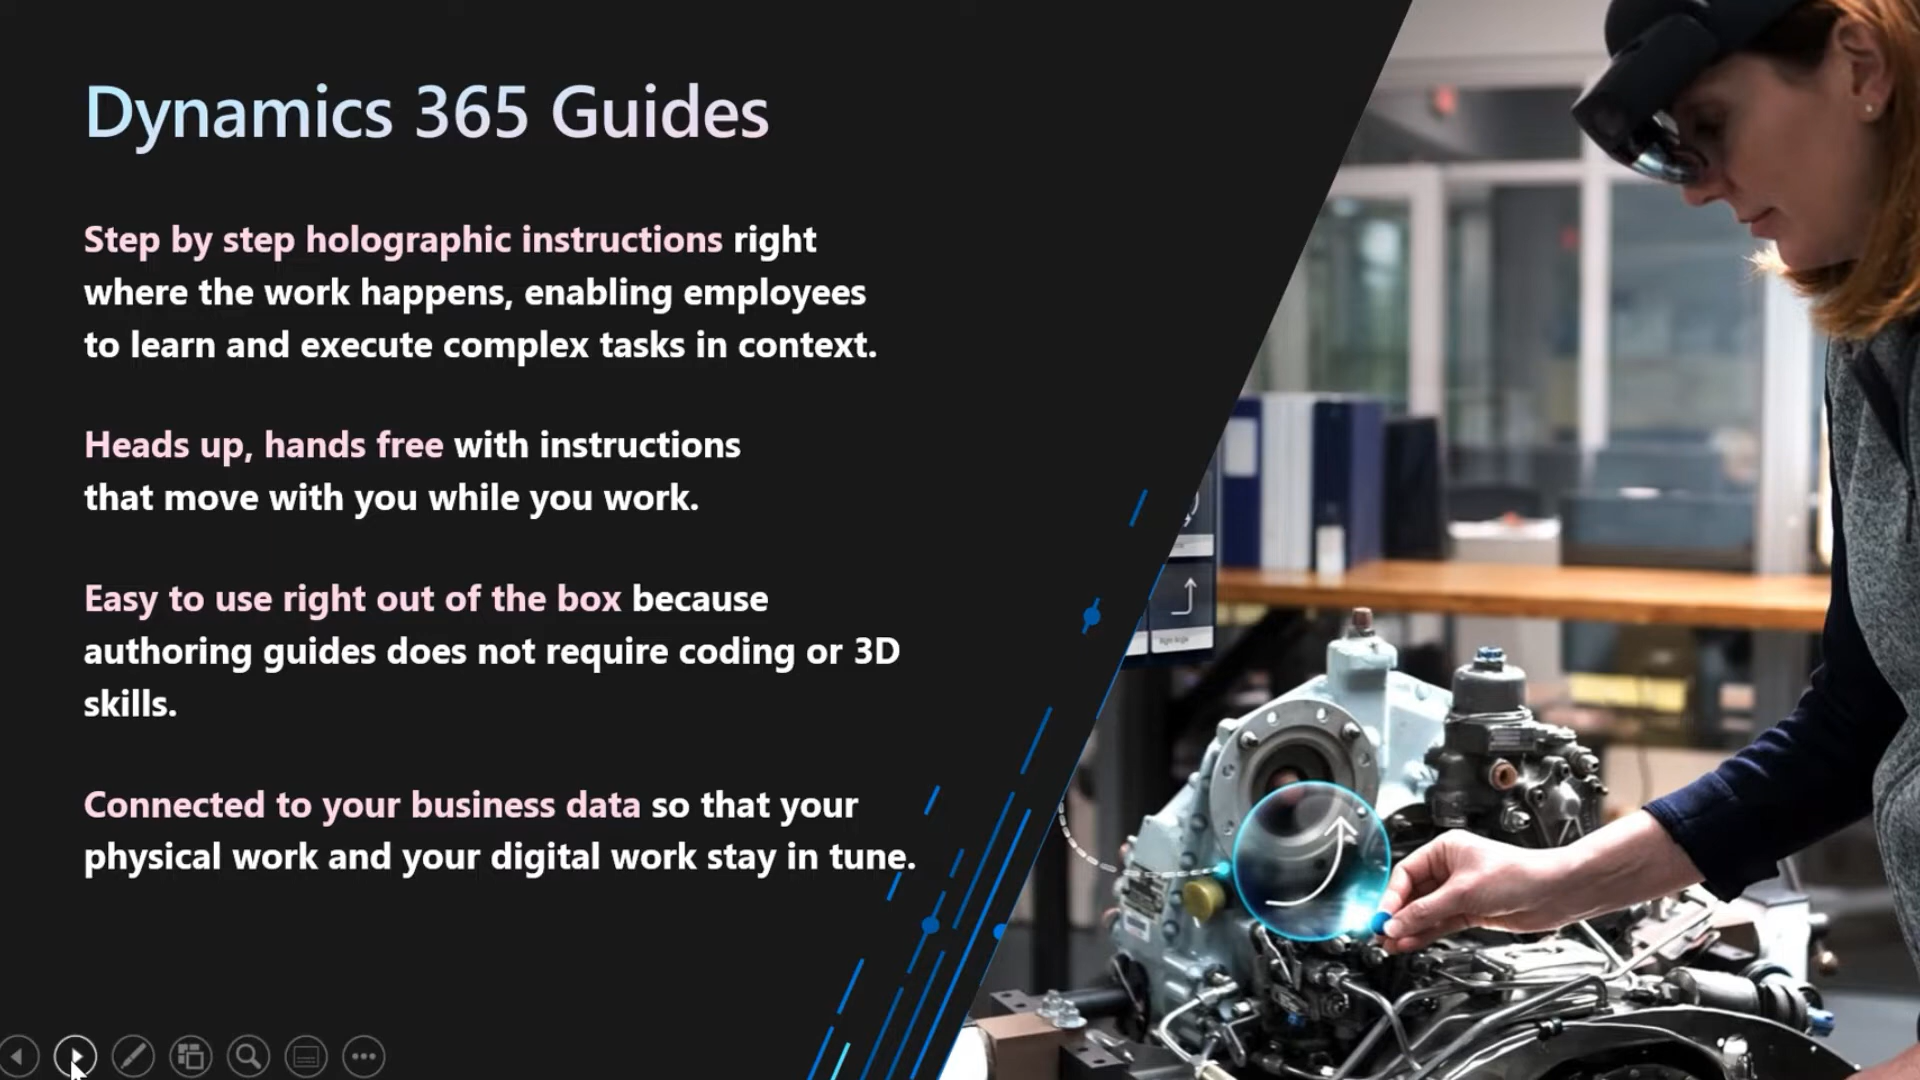 Dynamics 365 Guides
Step by step holographic instructions right
where the work happens, enabling employees
to learn and execute complex tasks in context.
Heads up, hands free with instructions
that move with you while you work.
Easy to use right out of the box because
authoring guides does not require coding or 3D
skills.
Connected to your business data so that your
physical work and your digital work stay in tune.